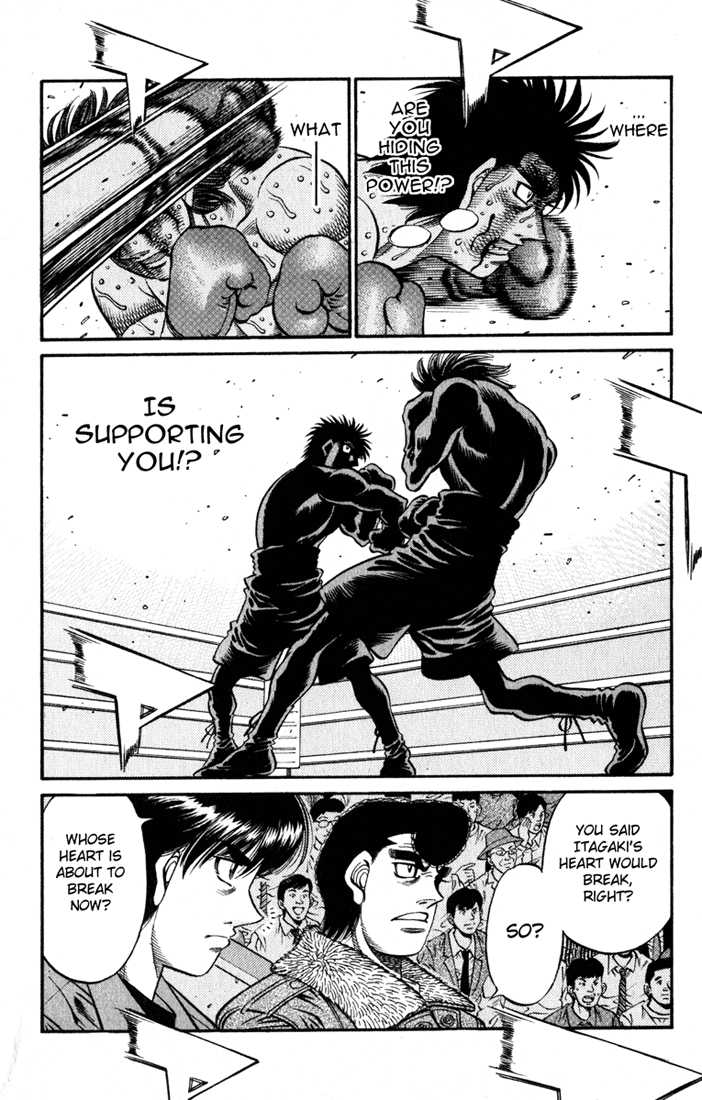 ...
WHERE
ARE
YOU
HIDING
THIS
POWER!?
WHAT
IS
SUPPORTING
YOU!?
YOU SAID
ITAGAKI'S
HEART WOULD
BREAK,
RIGHT?
SO?
WHOSE
HEART IS
ABOUT TO
BREAK
NOW?